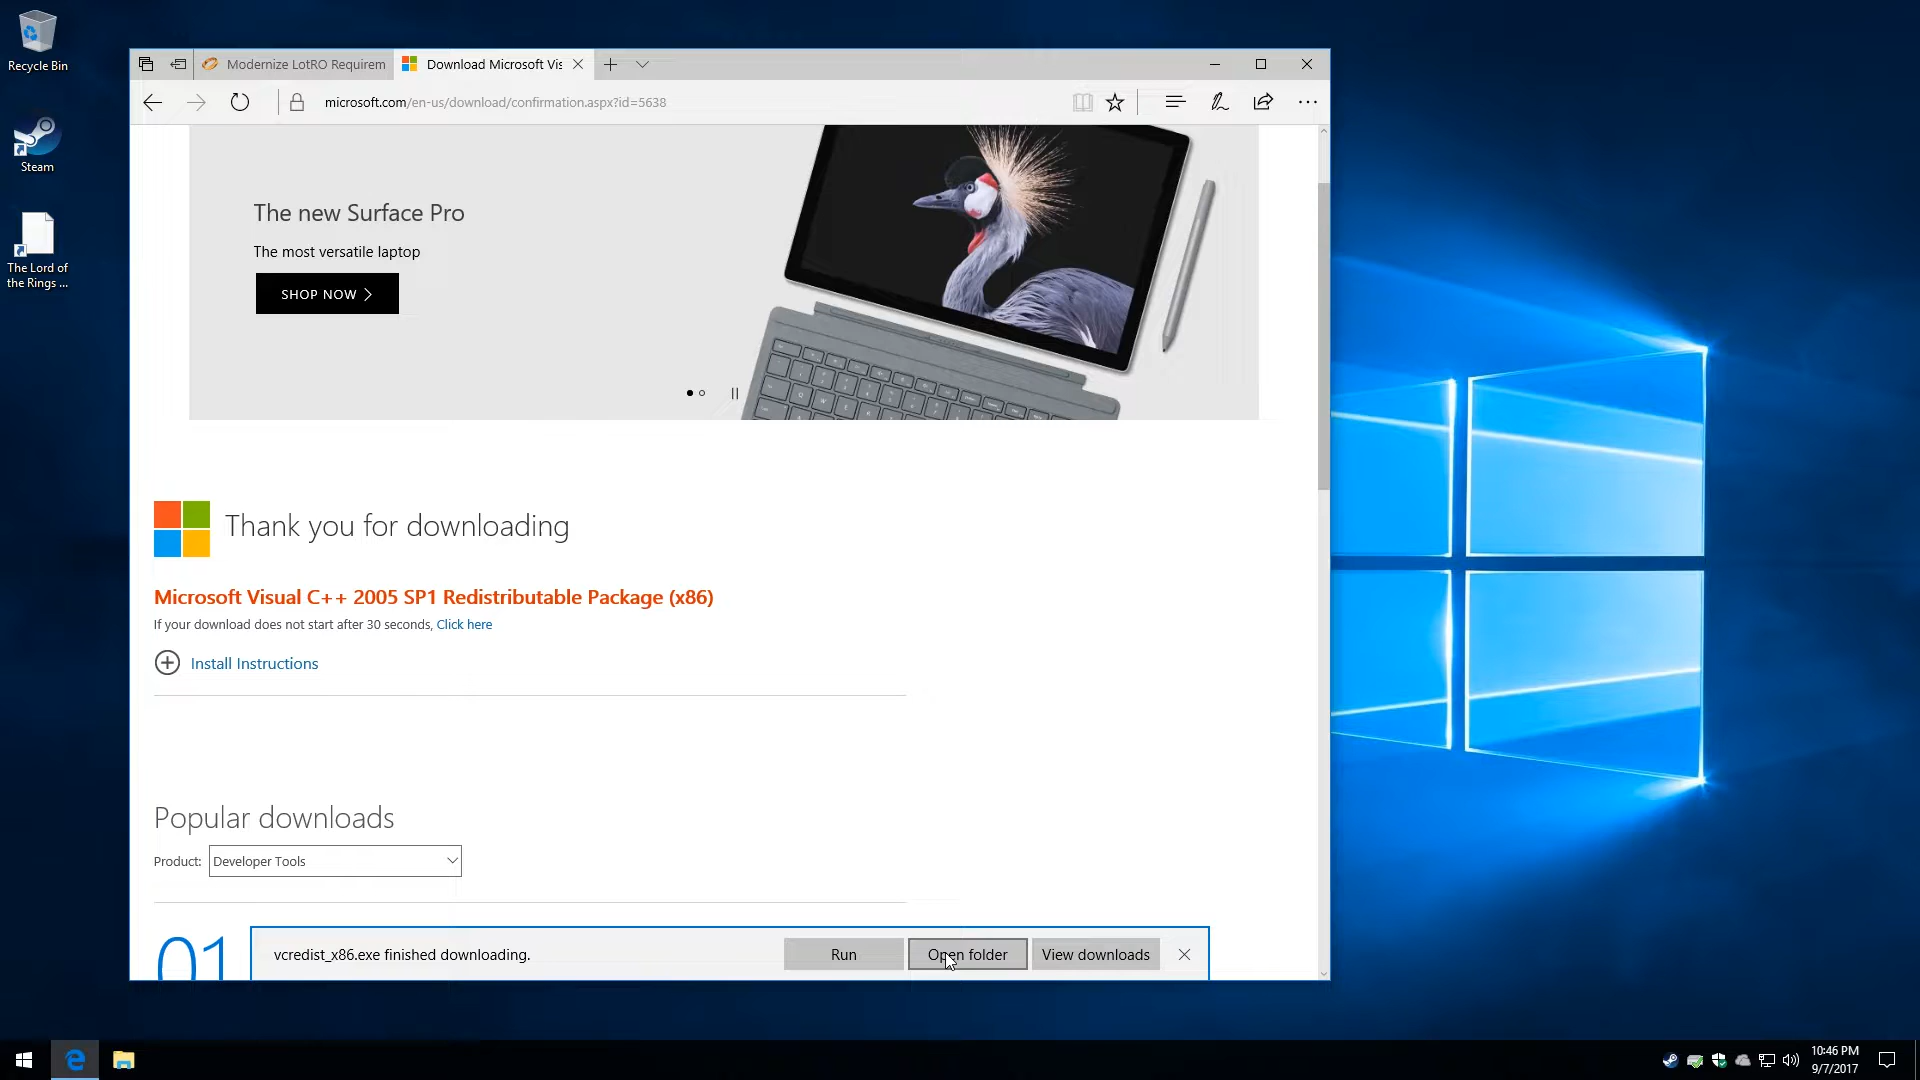 Recycle Bin
Steam
The Lord of
the Rings ...
Modernize LotRO Requirem
Download Microsoft Vis
microsoft.com/en-us/download/confirmation.aspx?id=5638
The new Surface Pro
The most versatile laptop
SHOP NOW
Thank you for downloading
Microsoft Visual C++ 2005 SP1 Redistributable Package (x86)
If your download does not start after 30 seconds, Click here
Install Instructions
Popular downloads
Product: Developer Tools
01
vcredist_x86.exe finished downloading.
Run
Open folder
View downloads
10:46 PM
9/7/2017